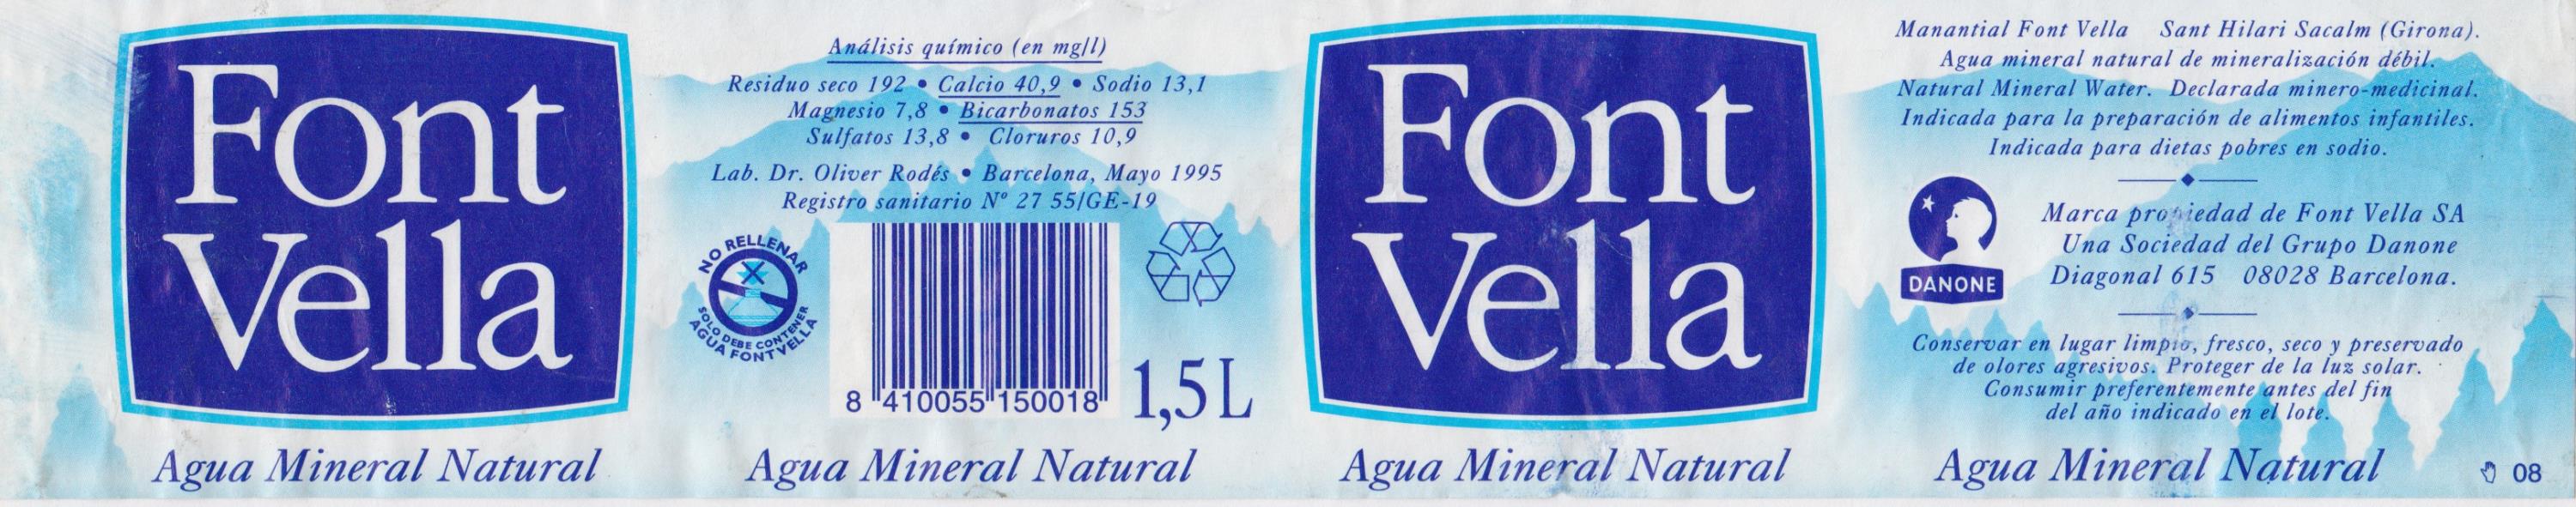 Font
Vella
Agua Mineral Natural
Análisis químico (en mg/l)
Residuo seco 192 • Calcio 40,9 • Sodio 13,1
Magnesio 7,8 • Bicarbonatos 153
Sulfatos 13,8 • Cloruros 10,9
Lab. Dr. Oliver Rodés • Barcelona, Mayo 1995
Registro sanitario Nº 27 55/GE-19
NO RELLENAR
SOLO DEBE CONTENER
AGUA FONT VELLA
8 410055 150018
1,5 L
Agua Mineral Natural
Font
Vella
Agua Mineral Natural
Manantial Font Vella Sant Hilari Sacalm (Girona).
Agua mineral natural de mineralización débil.
Natural Mineral Water. Declarada minero-medicinal.
Indicada para la preparación de alimentos infantiles.
Indicada para dietas pobres en sodio.
DANONE
Marca propiedad de Font Vella SA
Una Sociedad del Grupo Danone
Diagonal 615 08028 Barcelona.
Conservar en lugar limpio, fresco, seco y preservado
de olores agresivos. Proteger de la luz solar.
Consumir preferentemente antes del fin
del año indicado en el lote.
Agua Mineral Natural
08